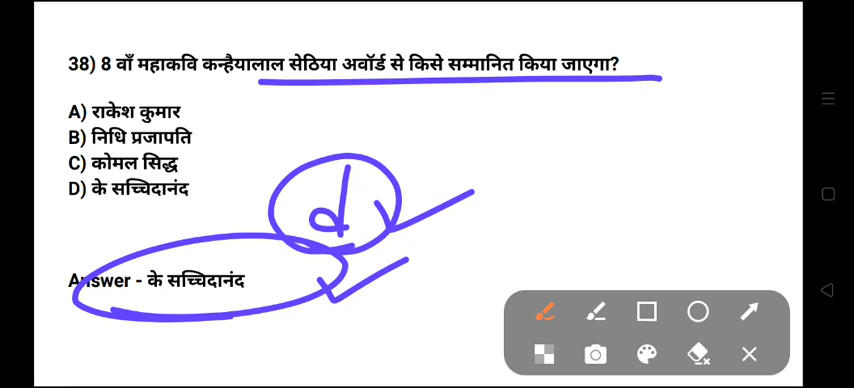 38) 8 वाँ महाकवि कन्हैयालाल सेठिया अवॉर्ड से किसे सम्मानित किया जाएगा?
A) राकेश कुमार
B) निधि प्रजापति
C) कोमल सिद्ध
D) के सच्चिदानंद
d
Answer - के सच्चिदानंद